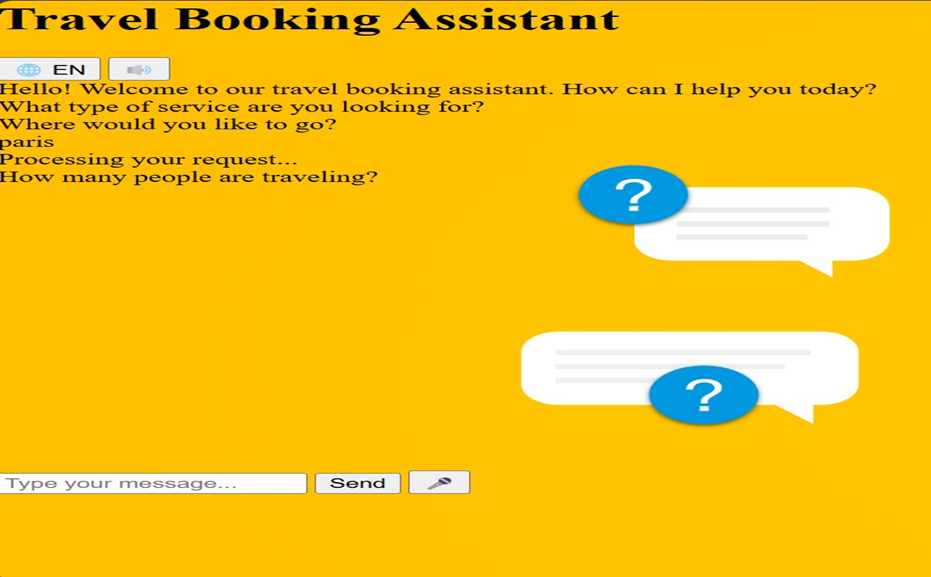 Travel Booking Assistant
EN
Hello! Welcome to our travel booking assistant. How can I help you today?
What type of service are you looking for?
Where would you like to go?
paris
Processing your request...
How many people are traveling?
?
?
Type your message...
Send